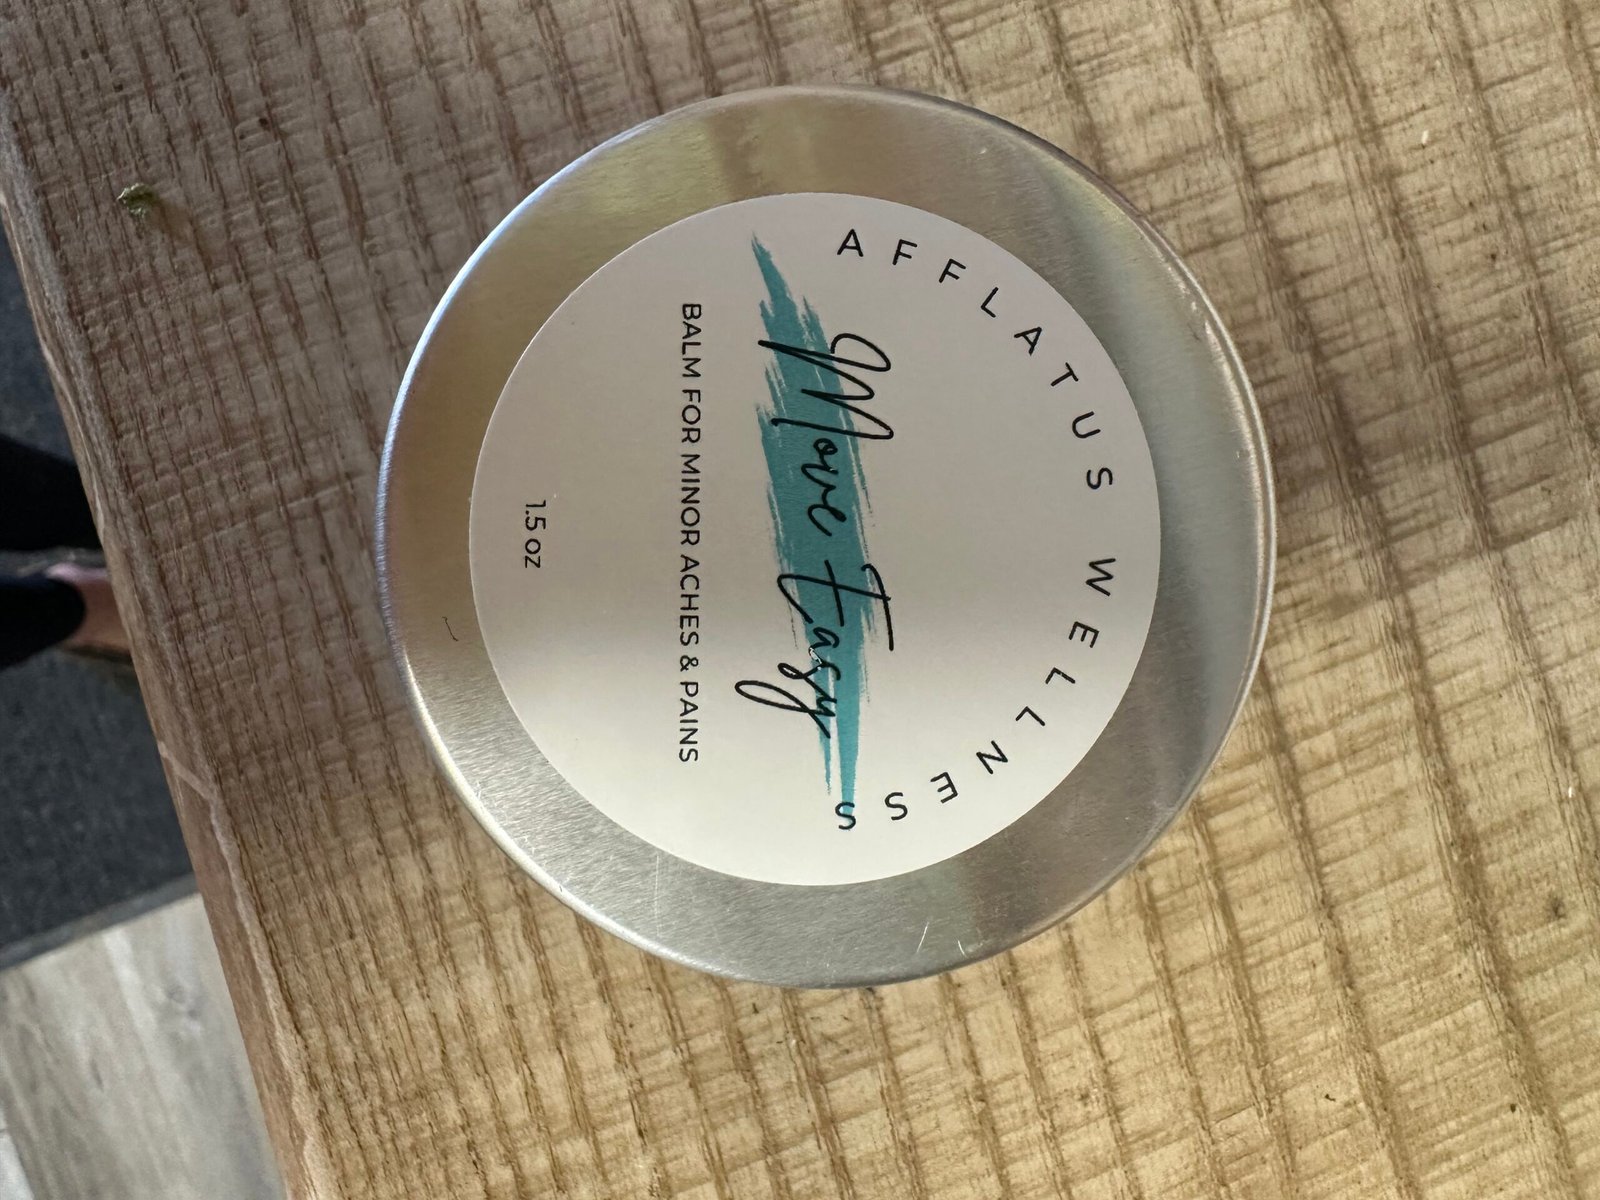 AFFLATUS WELLNESS
Move Easy
BALM FOR MINOR ACHES & PAINS
1.5 oz